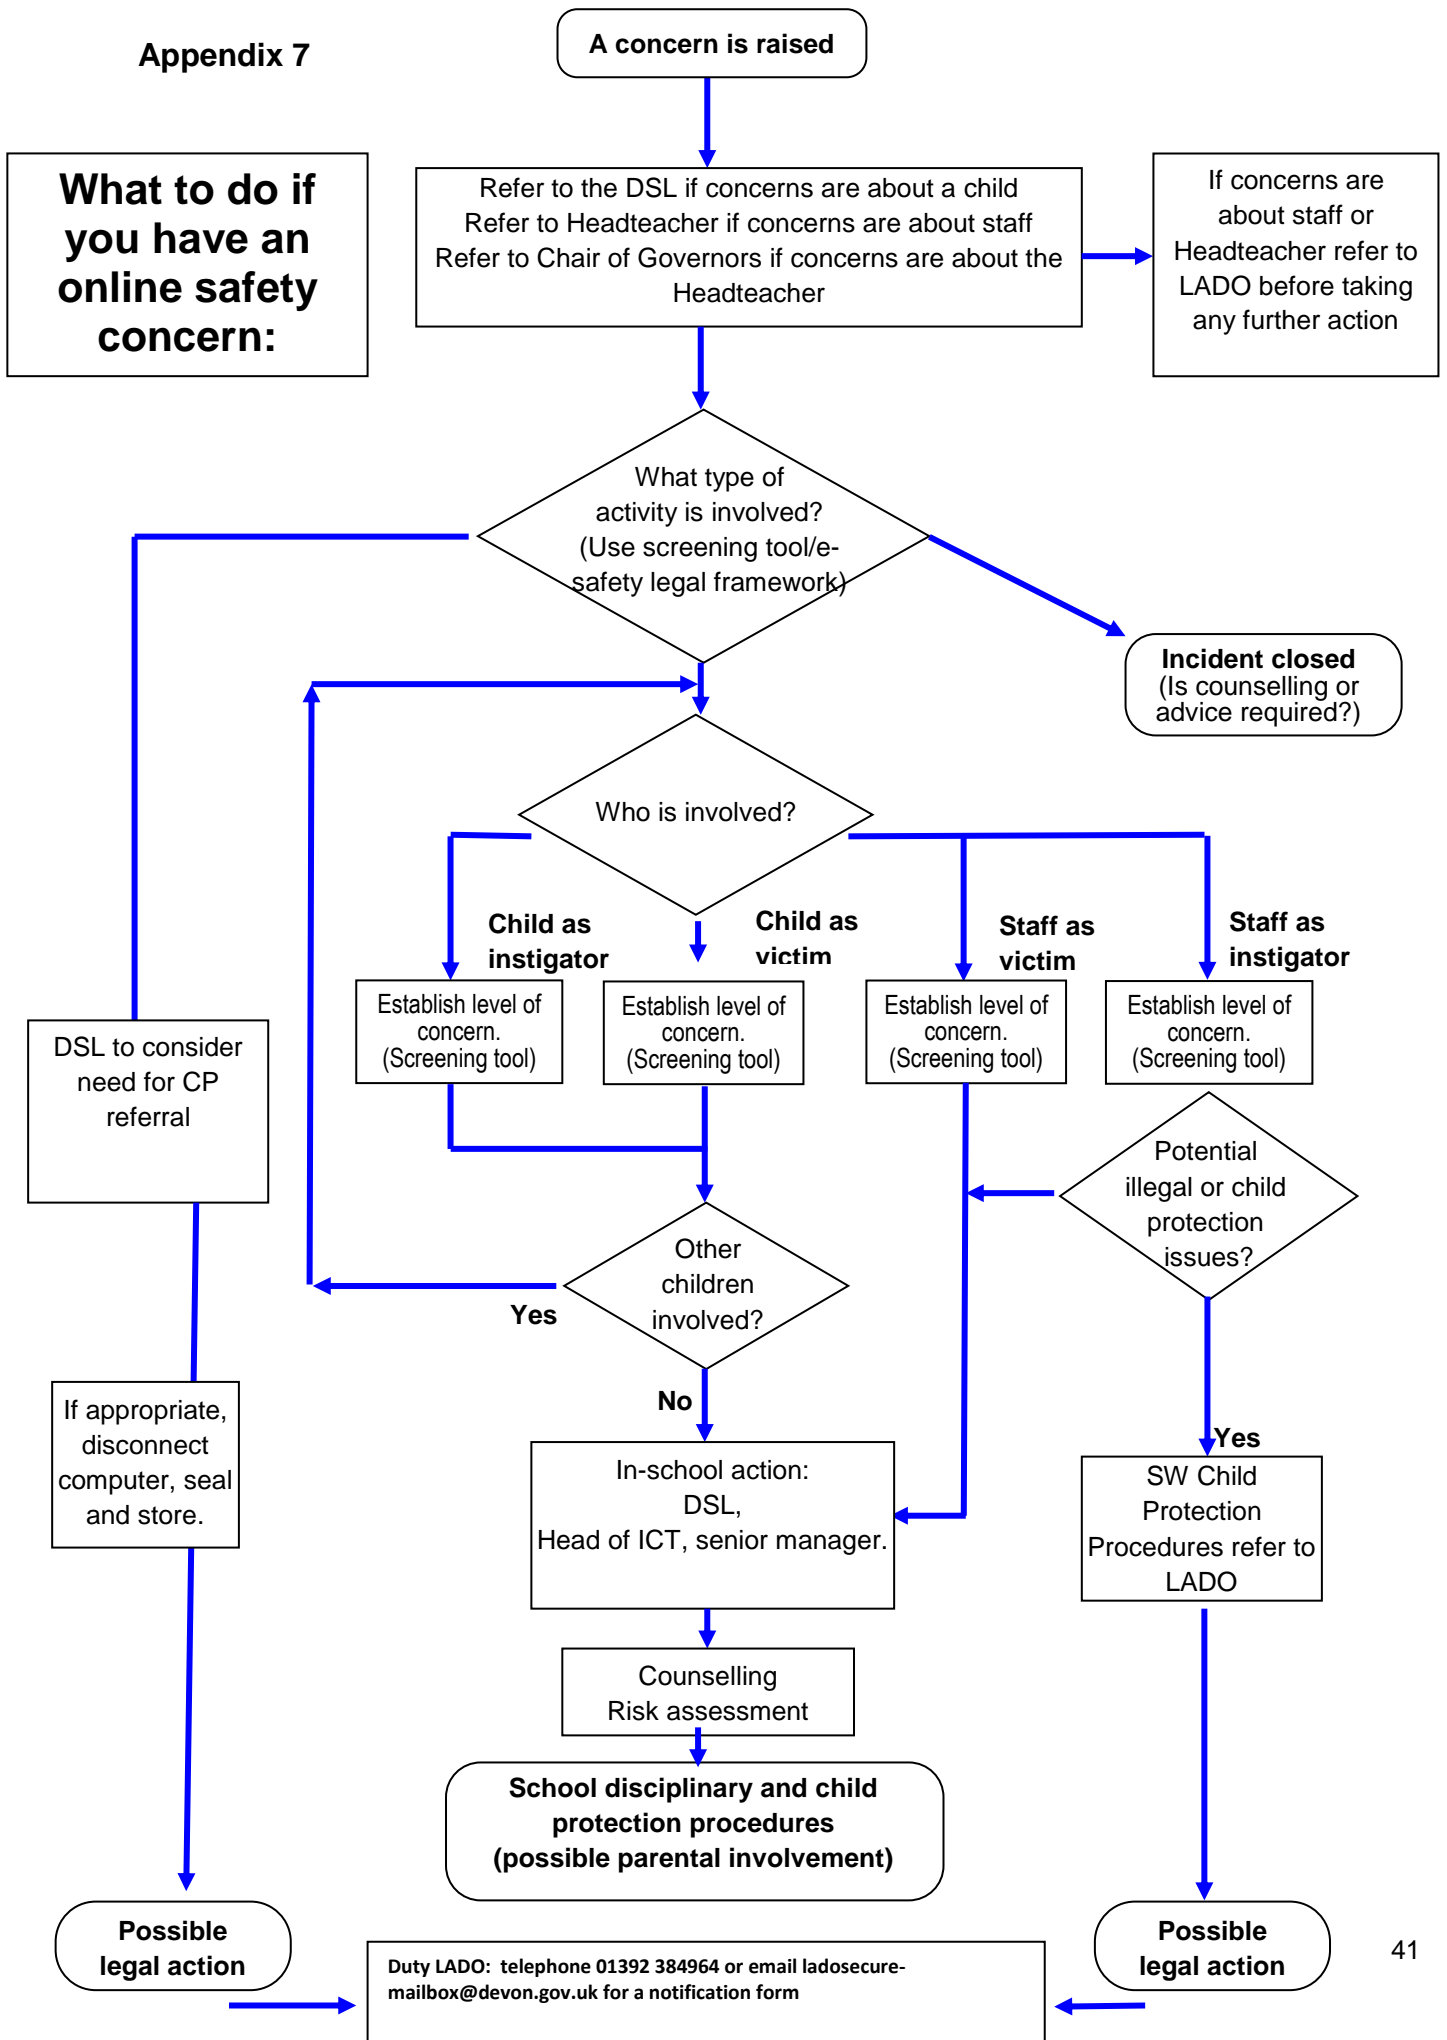 Appendix 7
A concern is raised
What to do if
you have an
online safety
concern:
Refer to the DSL if concerns are about a child
Refer to Headteacher if concerns are about staff
Refer to Chair of Governors if concerns are about the
Headteacher
If concerns are
about staff or
Headteacher refer to
LADO before taking
any further action
What type of
activity is involved?
(Use screening tool/e-
safety legal framework)
Incident closed
(Is counselling or
advice required?)
Who is involved?
Child as
instigator
Child as
victim
Staff as
victim
Staff as
instigator
Establish level of
concern.
(Screening tool)
Establish level of
concern.
(Screening tool)
Establish level of
concern.
(Screening tool)
Establish level of
concern.
(Screening tool)
DSL to consider
need for CP
referral
Potential
illegal or child
protection
issues?
Other
children
involved?
Yes
No
Yes
If appropriate,
disconnect
computer, seal
and store.
In-school action:
DSL,
Head of ICT, senior manager.
SW Child
Protection
Procedures refer to
LADO
Counselling
Risk assessment
School disciplinary and child
protection procedures
(possible parental involvement)
Possible
legal action
Possible
legal action
Duty LADO:  telephone 01392 384964 or email ladosecure-
mailbox@devon.gov.uk for a notification form
41